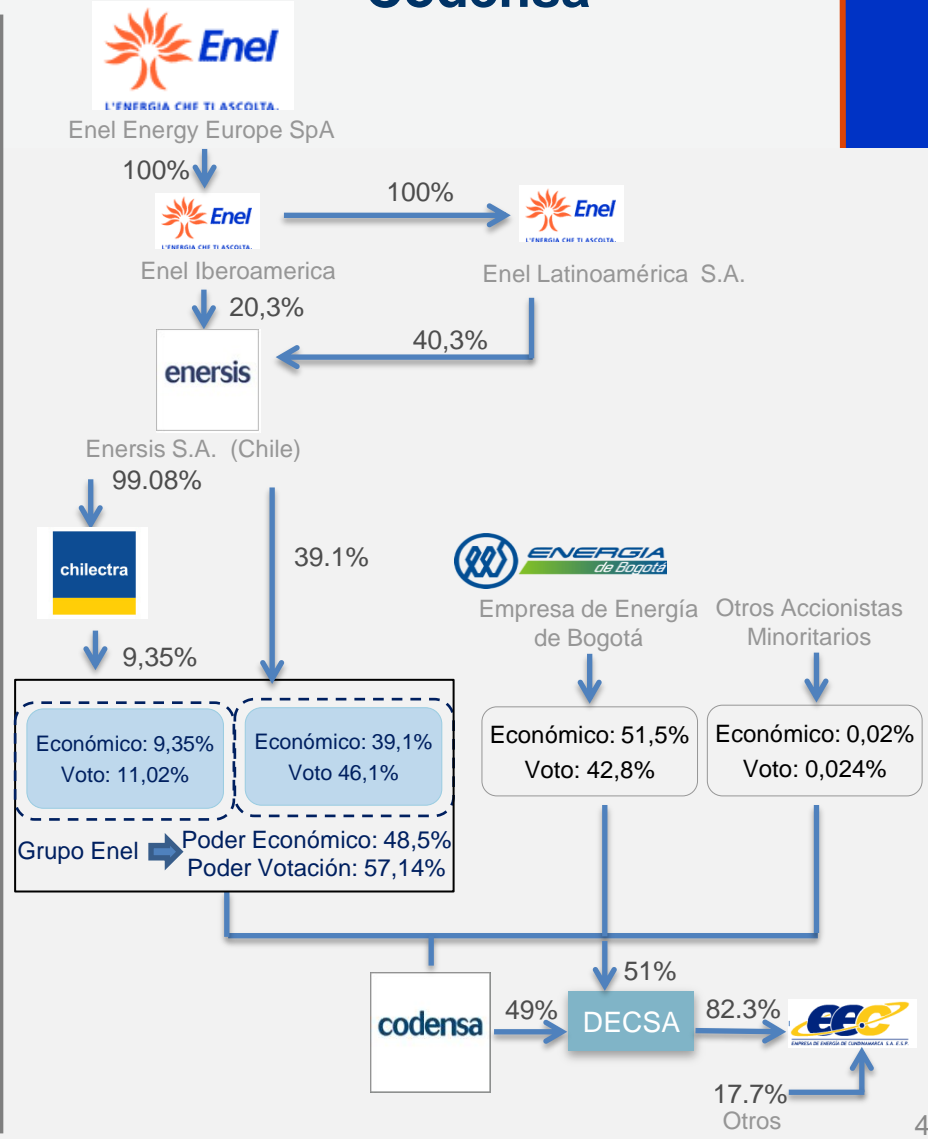 Codensa
Enel
L'ENERGIA CHE TI ASCOLTA.
Enel Energy Europe SpA
100%
100%
Enel
L'ENERGIA CHE TI ASCOLTA.
Enel
L'ENERGIA CHE TI ASCOLTA.
Enel Iberoamerica
Enel Latinoamérica S.A.
20,3%
40,3%
enersis
Enersis S.A. (Chile)
99.08%
39.1%
chilectra
ENERGIA
de Bogotá
Empresa de Energía
de Bogotá
Otros Accionistas
Minoritarios
9,35%
Económico: 9,35%
Voto: 11,02%
Económico: 39,1%
Voto 46,1%
Económico: 51,5%
Voto: 42,8%
Económico: 0,02%
Voto: 0,024%
Grupo Enel
Poder Económico: 48,5%
Poder Votación: 57,14%
51%
codensa
49%
DECSA
82.3%
EEC
EMPRESA DE ENERGÍA DE CUNDINAMARCA S.A. E.S.P.
17.7%
Otros
4